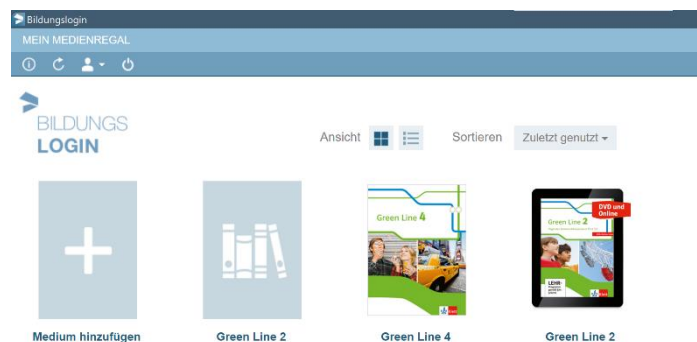 Bildungslogin
MEIN MEDIENREGAL
BILDUNGS
LOGIN
Ansicht
Sortieren
Zuletzt genutzt
Green Line 4
DVD und
Online
Green Line 2
LEHR-
Medium hinzufügen
Green Line 2
Green Line 4
Green Line 2